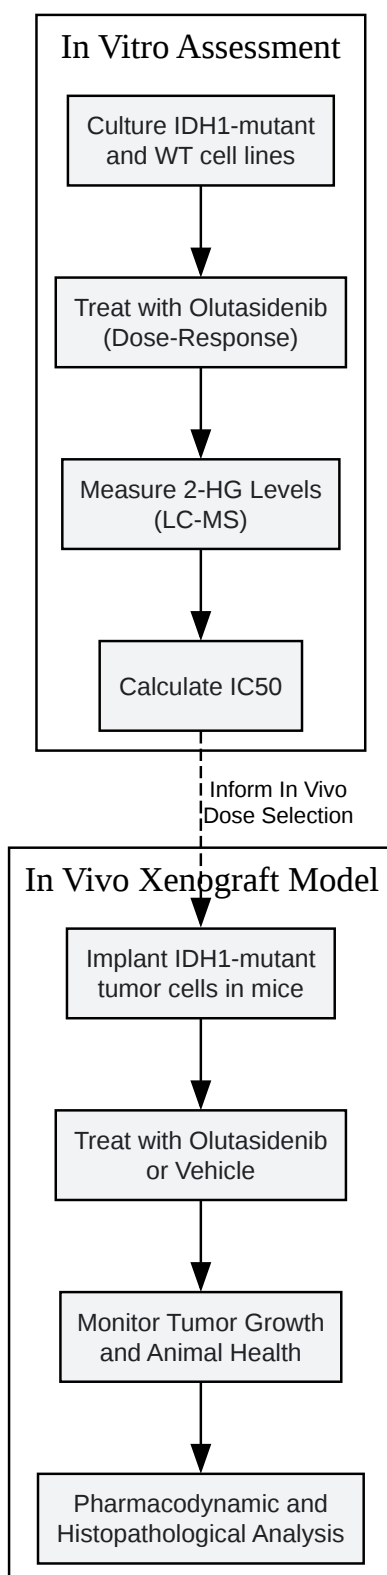 In Vitro Assessment
Culture IDH1-mutant
and WT cell lines
Treat with Olutasidenib
(Dose-Response)
Measure 2-HG Levels
(LC-MS)
Calculate IC50
Inform In Vivo
Dose Selection
In Vivo Xenograft Model
Implant IDH1-mutant
tumor cells in mice
Treat with Olutasidenib
or Vehicle
Monitor Tumor Growth
and Animal Health
Pharmacodynamic and
Histopathological Analysis